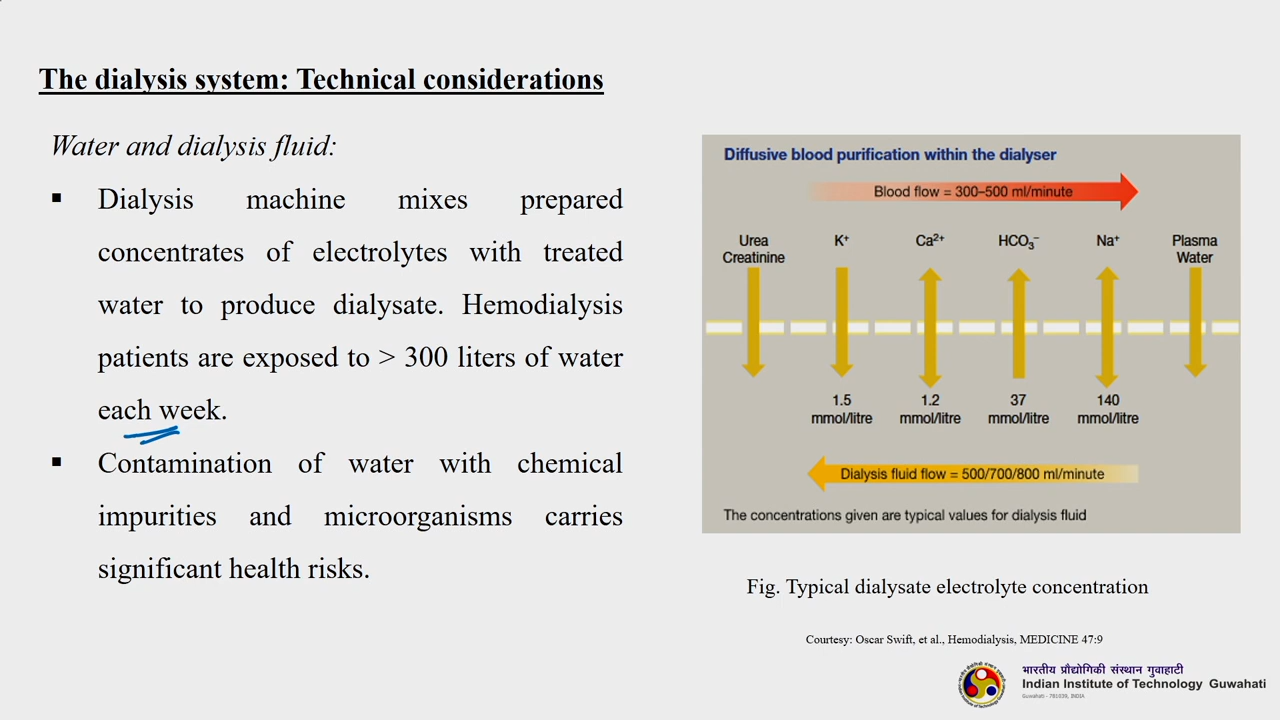 The dialysis system: Technical considerations
Water and dialysis fluid:
▪ Dialysis machine mixes prepared
concentrates of electrolytes with treated
water to produce dialysate. Hemodialysis
patients are exposed to > 300 liters of water
each week.
▪ Contamination of water with chemical
impurities and microorganisms carries
significant health risks.
Diffusive blood purification within the dialyser
Blood flow = 300–500 ml/minute
Urea
Creatinine
K⁺
Ca²⁺
HCO₃⁻
Na⁺
Plasma
Water
1.5
mmol/litre
1.2
mmol/litre
37
mmol/litre
140
mmol/litre
Dialysis fluid flow = 500/700/800 ml/minute
The concentrations given are typical values for dialysis fluid
Fig. Typical dialysate electrolyte concentration
Courtesy: Oscar Swift, et al., Hemodialysis, MEDICINE 47:9
भारतीय प्रौद्योगिकी संस्थान गुवाहाटी
Indian Institute of Technology Guwahati
Guwahati - 781039, INDIA